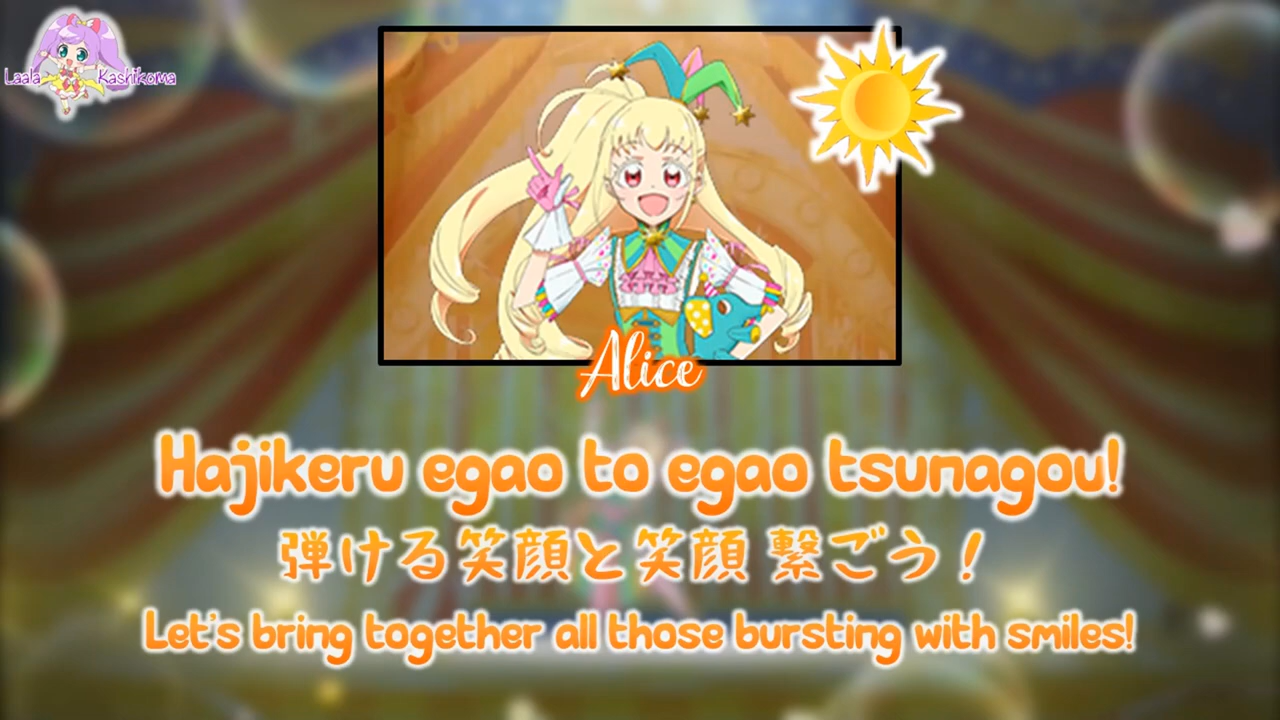 Laala Kashikoma
Alice
Hajikeru egao to egao tsunagou!
弾ける笑顔と笑顔 繋ごう！
Let's bring together all those bursting with smiles!